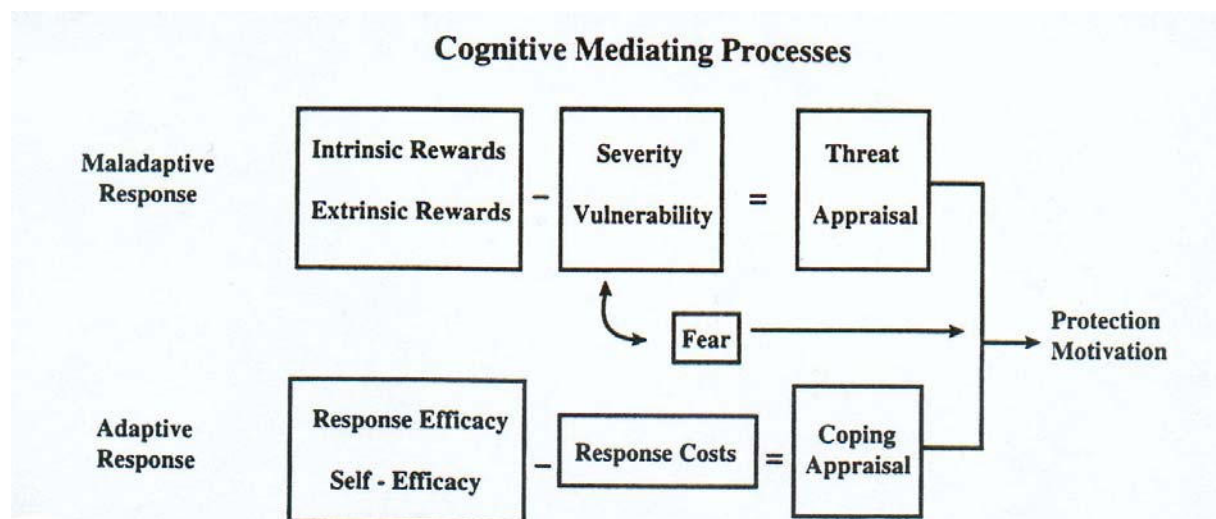 Cognitive Mediating Processes
Maladaptive
Response
Intrinsic Rewards
Extrinsic Rewards
–
Severity
Vulnerability
=
Threat
Appraisal
Fear
Protection
Motivation
Adaptive
Response
Response Efficacy
Self - Efficacy
–
Response Costs
=
Coping
Appraisal